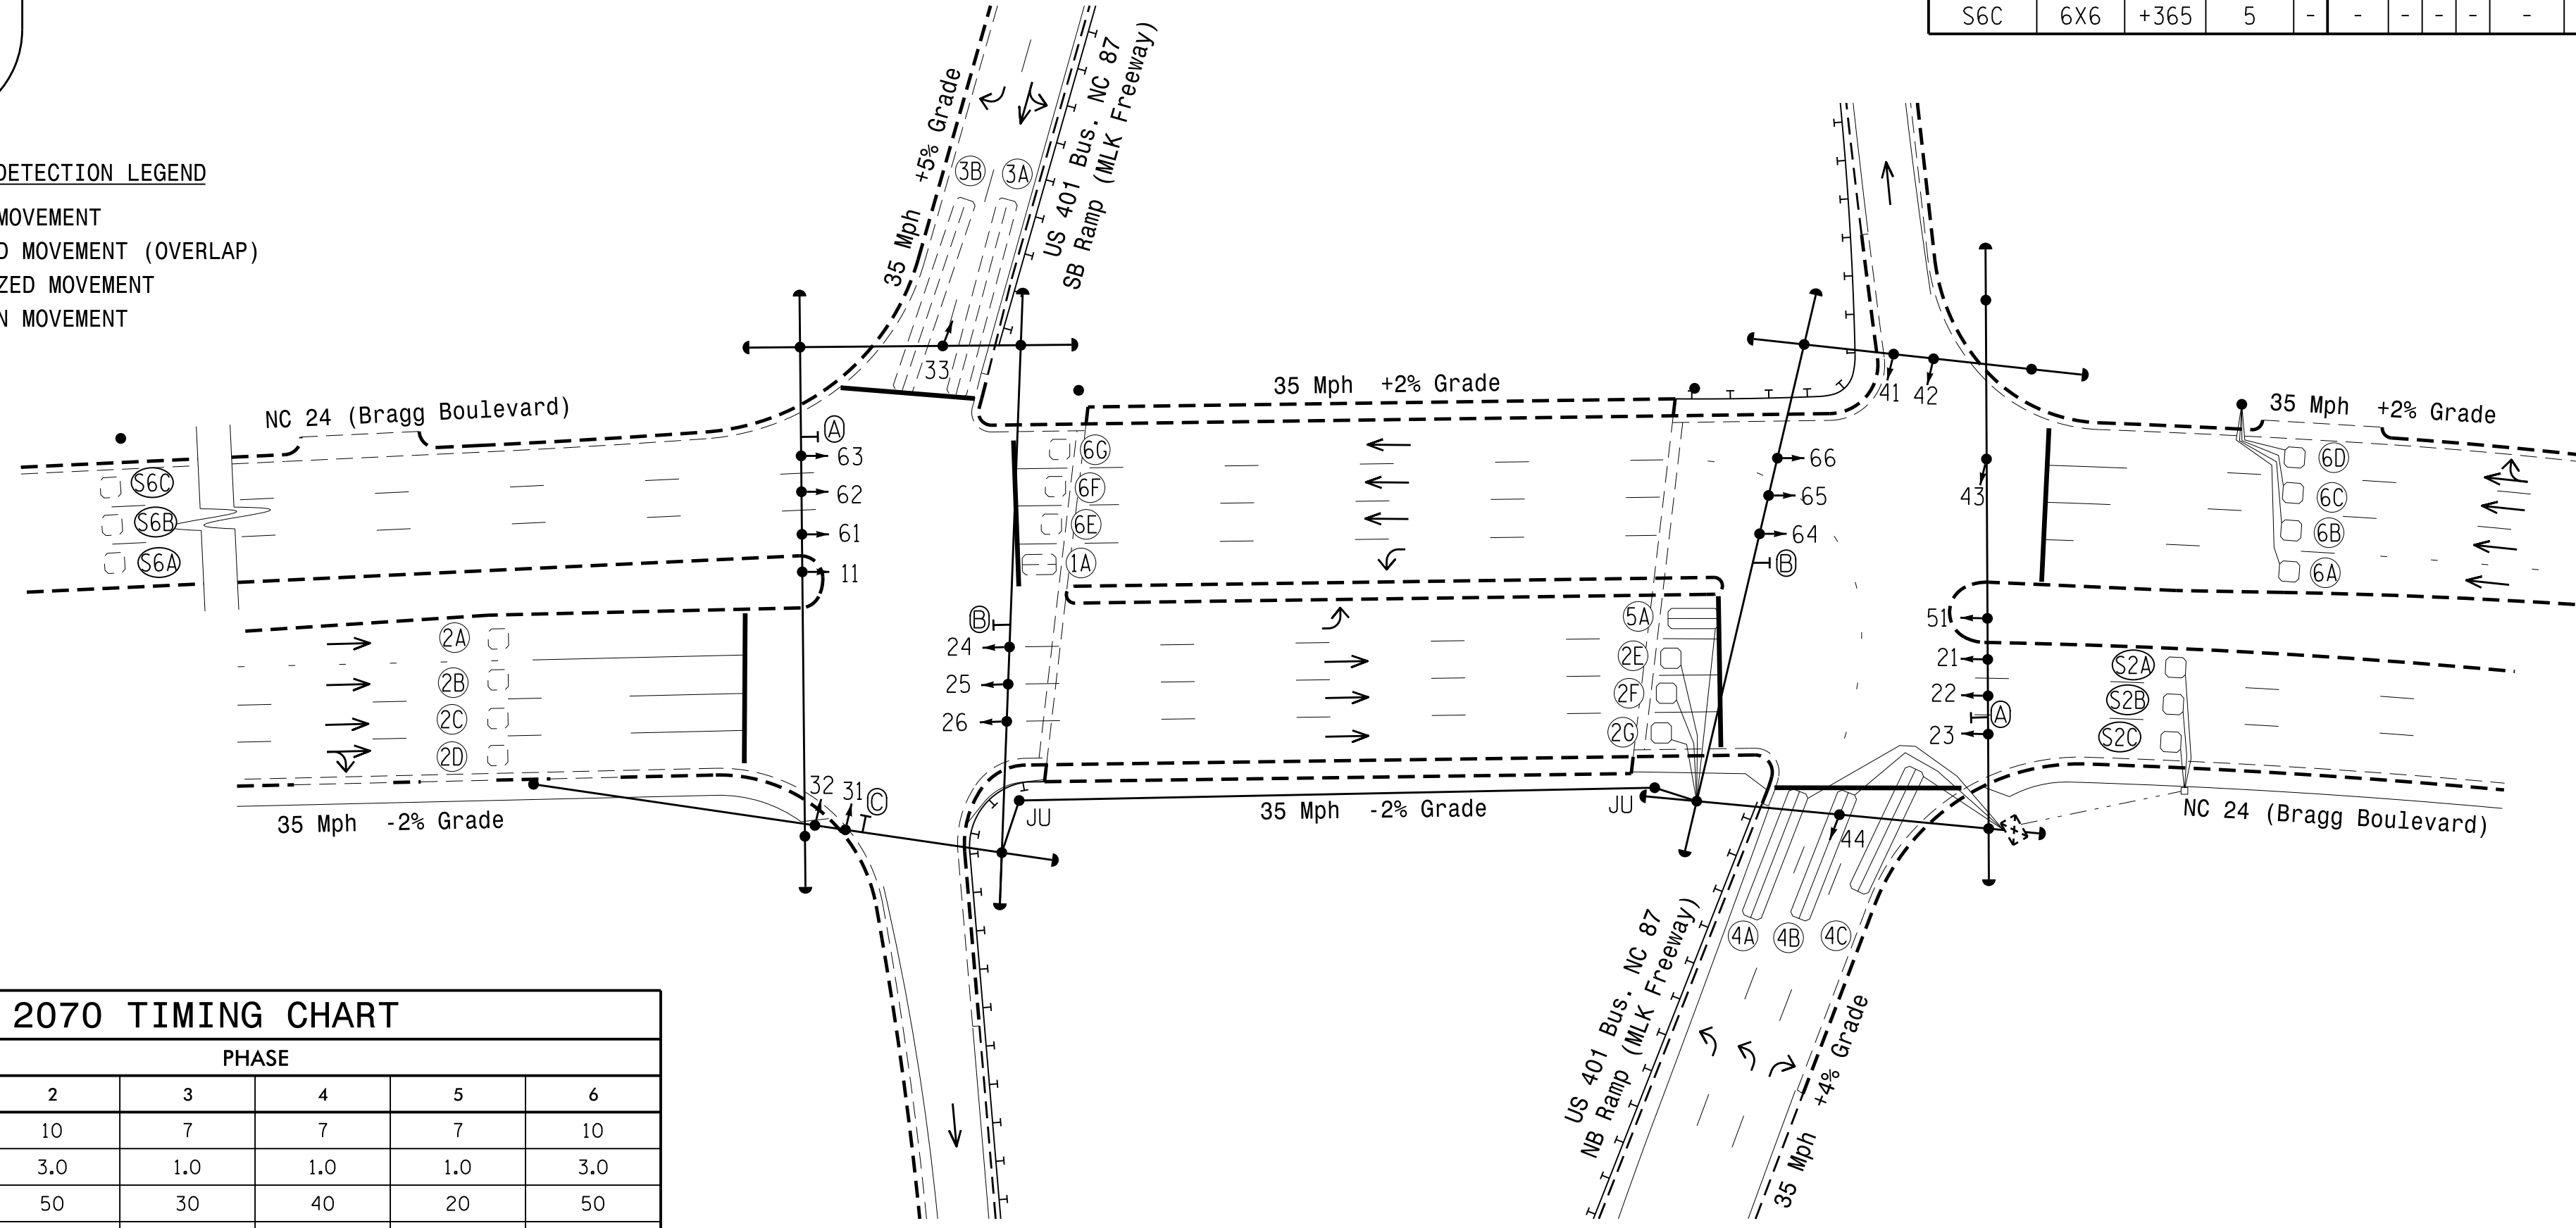 S6C 6X6 +365 5 - - - - - -
DETECTION LEGEND
MOVEMENT
D MOVEMENT (OVERLAP)
ZED MOVEMENT
N MOVEMENT
35 Mph +5% Grade
3B
3A
US 401 Bus. NC 87
SB Ramp (MLK Freeway)
33
41
42
NC 24 (Bragg Boulevard)
35 Mph +2% Grade
35 Mph +2% Grade
A
63
62
61
11
S6C
S6B
S6A
6G
6F
6E
1A
66
65
64
B
43
6D
6C
6B
6A
B
24
25
26
2A
2B
2C
2D
5A
2E
2F
2G
51
21
22
A
23
S2A
S2B
S2C
32
31
C
JU
JU
44
35 Mph -2% Grade
35 Mph -2% Grade
NC 24 (Bragg Boulevard)
4A
4B
4C
US 401 Bus. NC 87
NB Ramp (MLK Freeway)
35 Mph +4% Grade
2070 TIMING CHART
PHASE
2 3 4 5 6
10 7 7 7 10
3.0 1.0 1.0 1.0 3.0
50 30 40 20 50